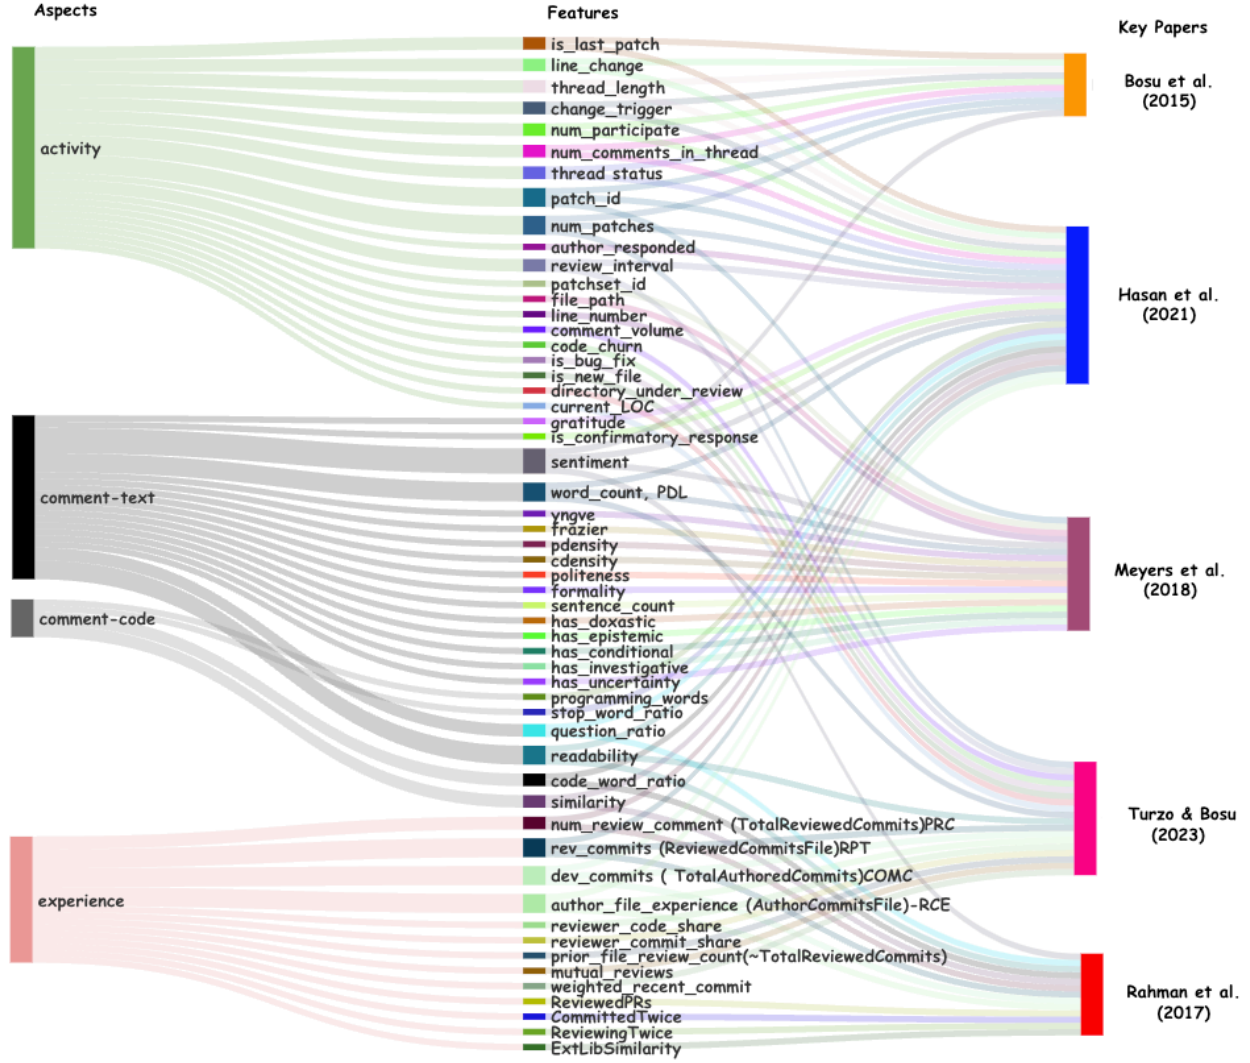 Aspects
Features
Key Papers
activity
comment-text
comment-code
experience
is_last_patch
line_change
thread_length
change_trigger
num_participate
num_comments_in_thread
thread status
patch_id
num_patches
author_responded
review_interval
patchset_id
file_path
line_number
comment_volume
code_churn
is_bug_fix
is_new_file
directory_under_review
current_LOC
gratitude
is_confirmatory_response
sentiment
word_count, PDL
yngve
frazier
pdensity
cdensity
politeness
formality
sentence_count
has_doxastic
has_epistemic
has_conditional
has_investigative
has_uncertainty
programming_words
stop_word_ratio
question_ratio
readability
code_word_ratio
similarity
num_review_comment (TotalReviewedCommits)PRC
rev_commits (ReviewedCommitsFile)RPT
dev_commits ( TotalAuthoredCommits)COMC
author_file_experience (AuthorCommitsFile)-RCE
reviewer_code_share
reviewer_commit_share
prior_file_review_count(~TotalReviewedCommits)
mutual_reviews
weighted_recent_commit
ReviewedPRs
CommittedTwice
ReviewingTwice
ExtLibSimilarity
Bosu et al.
(2015)
Hasan et al.
(2021)
Meyers et al.
(2018)
Turzo & Bosu
(2023)
Rahman et al.
(2017)